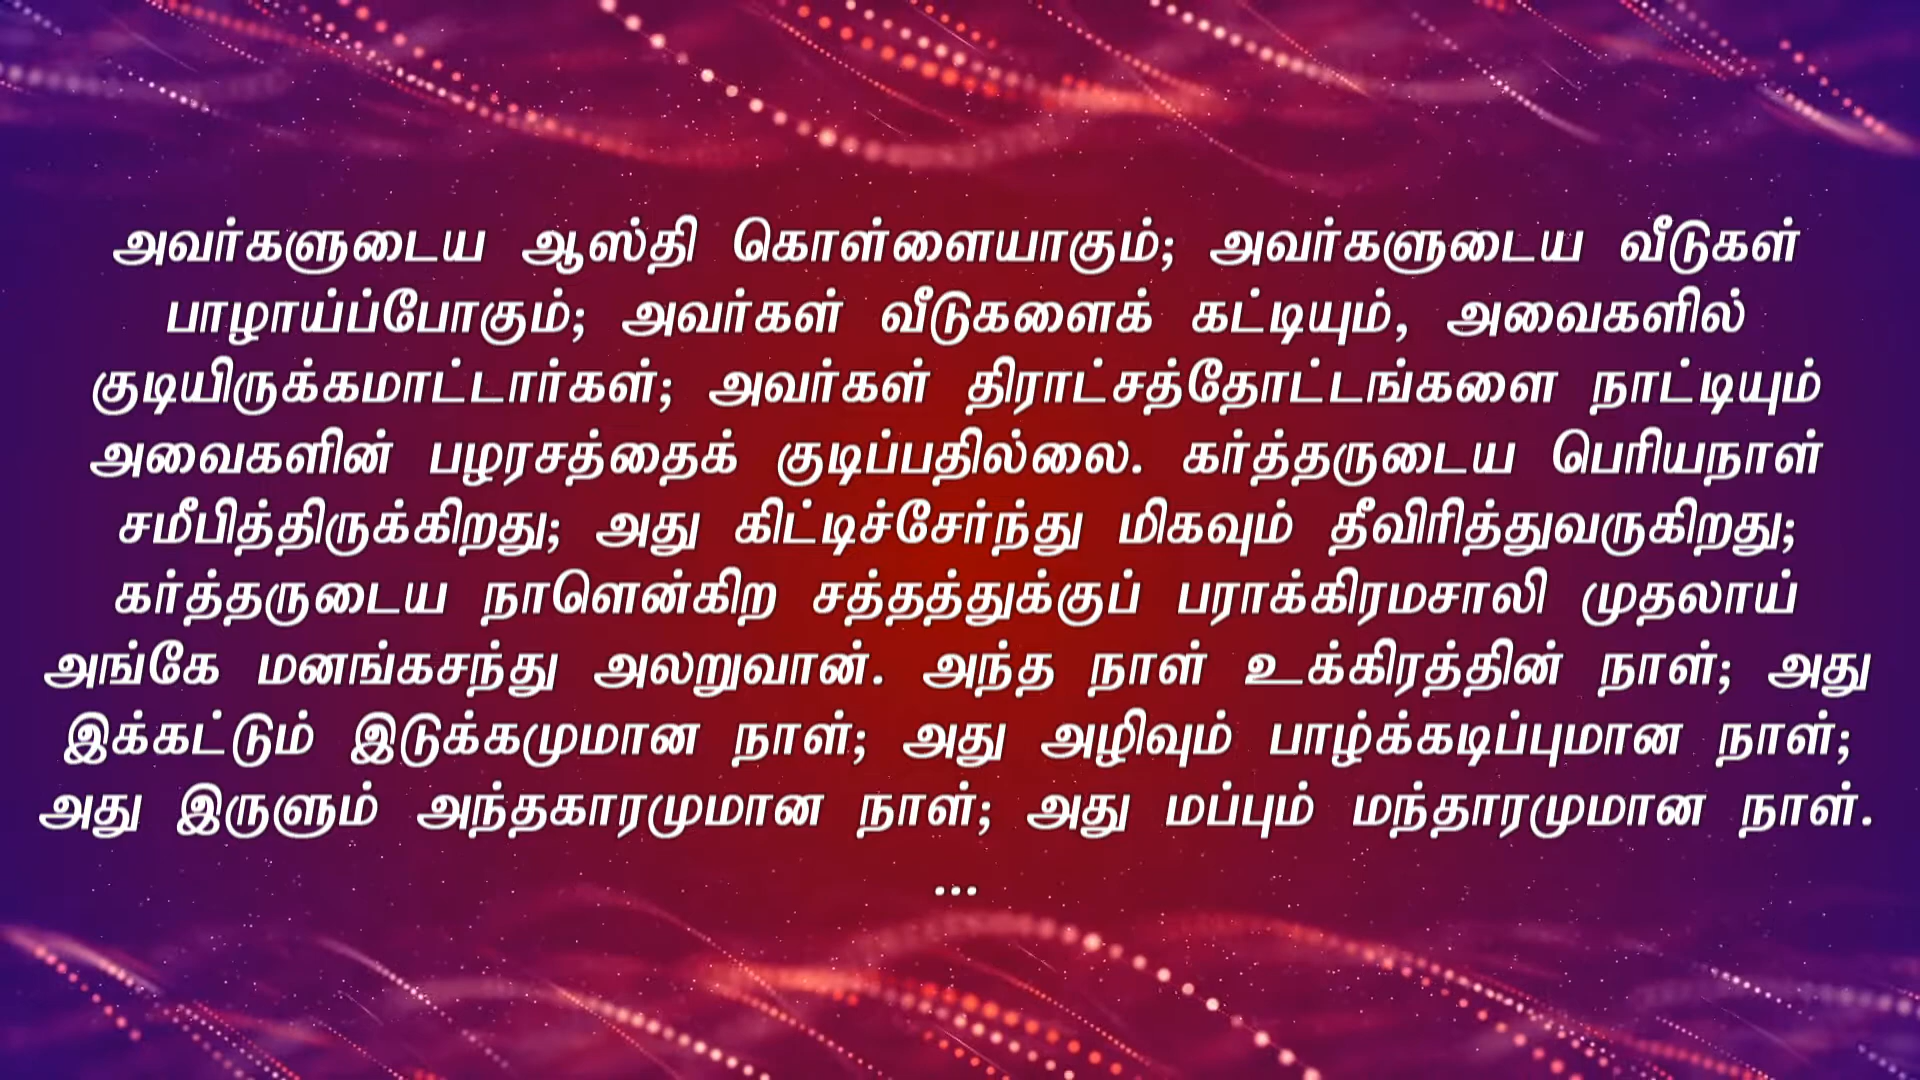 அவர்களுடைய ஆஸ்தி கொள்ளையாகும்; அவர்களுடைய வீடுகள்
பாழாய்ப்போகும்; அவர்கள் வீடுகளைக் கட்டியும், அவைகளில்
குடியிருக்கமாட்டார்கள்; அவர்கள் திராட்சத்தோட்டங்களை நாட்டியும்
அவைகளின் பழரசத்தைக் குடிப்பதில்லை. கர்த்தருடைய பெரியநாள்
சமீபித்திருக்கிறது; அது கிட்டிச்சேர்ந்து மிகவும் தீவிரித்துவருகிறது;
கர்த்தருடைய நாளென்கிற சத்தத்துக்குப் பராக்கிரமசாலி முதலாய்
அங்கே மனங்கசந்து அலறுவான். அந்த நாள் உக்கிரத்தின் நாள்; அது
இக்கட்டும் இடுக்கமுமான நாள்; அது அழிவும் பாழ்க்கடிப்புமான நாள்;
அது இருளும் அந்தகாரமுமான நாள்; அது மப்பும் மந்தாரமுமான நாள்.
...